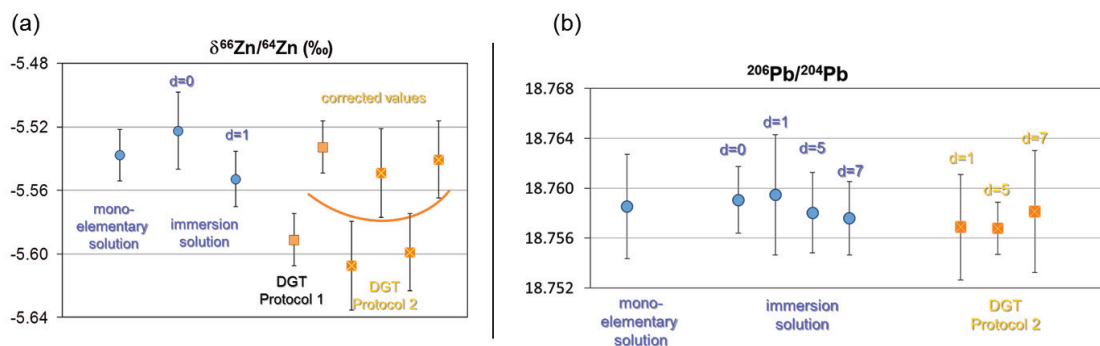 (a)
δ⁶⁶Zn/⁶⁴Zn (‰)
-5.48
-5.52
-5.56
-5.60
-5.64
d=0
d=1
corrected values
mono-
elementary
solution
immersion
solution
DGT
Protocol 1
DGT
Protocol 2
(b)
²⁰⁶Pb/²⁰⁴Pb
18.768
18.764
18.760
18.756
18.752
d=0
d=1
d=5
d=7
d=1
d=5
d=7
mono-
elementary
solution
immersion
solution
DGT
Protocol 2